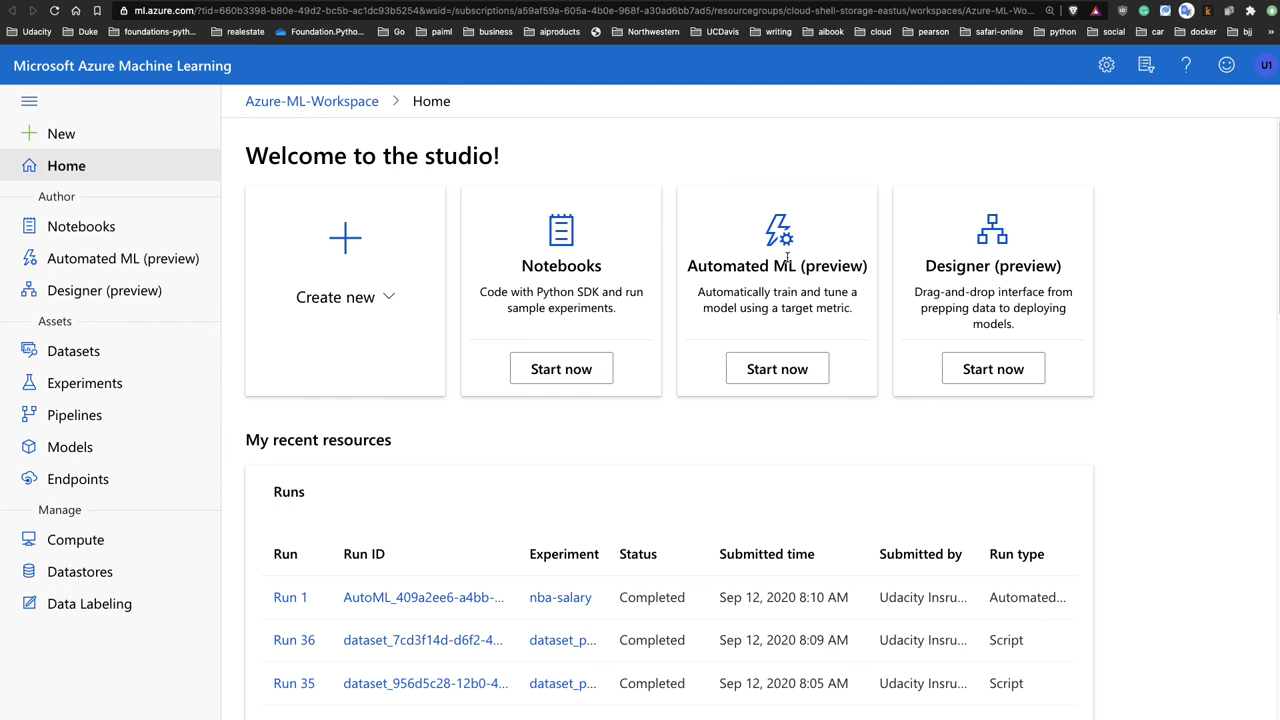 ml.azure.com/?tid=660b3398-b80e-49d2-bc5b-ac1dc93b5254&wsid=/subscriptions/a59af59a-605a-4b0e-968f-a30ad6bb7ad5/resourcegroups/cloud-shell-storage-eastus/workspaces/Azure-ML-Wo...
Udacity Duke foundations-pyth... realestate Foundation.Pytho... Go paiml business aiproducts Northwestern UCDavis writing aibook cloud pearson safari-online python social car docker bjj »
Microsoft Azure Machine Learning
U1
Azure-ML-Workspace > Home
New
Home
Author
Notebooks
Automated ML (preview)
Designer (preview)
Assets
Datasets
Experiments
Pipelines
Models
Endpoints
Manage
Compute
Datastores
Data Labeling
Welcome to the studio!
Create new
Notebooks
Code with Python SDK and run
sample experiments.
Start now
Automated ML (preview)
Automatically train and tune a
model using a target metric.
Start now
Designer (preview)
Drag-and-drop interface from
prepping data to deploying
models.
Start now
My recent resources
Runs
Run Run ID Experiment Status Submitted time Submitted by Run type
Run 1 AutoML_409a2ee6-a4bb-... nba-salary Completed Sep 12, 2020 8:10 AM Udacity Insru... Automated...
Run 36 dataset_7cd3f14d-d6f2-4... dataset_p... Completed Sep 12, 2020 8:09 AM Udacity Insru... Script
Run 35 dataset_956d5c28-12b0-4... dataset_p... Completed Sep 12, 2020 8:05 AM Udacity Insru... Script